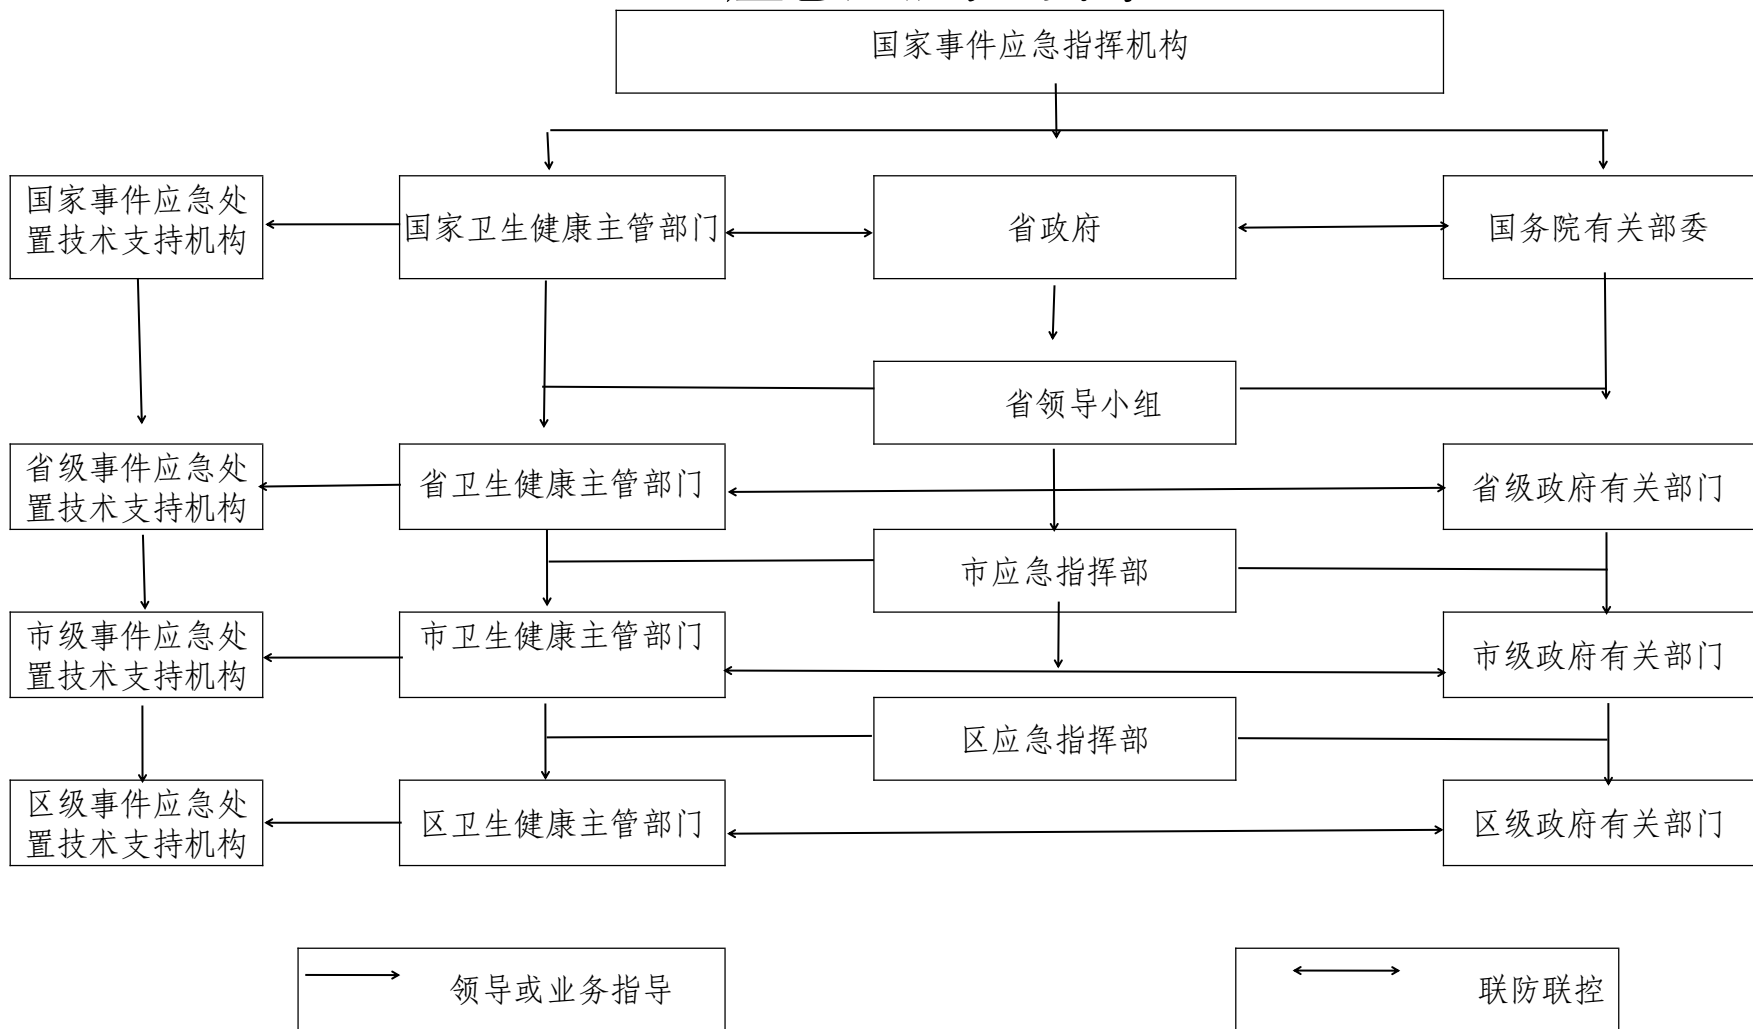 国家事件应急指挥机构
国家事件应急处
置技术支持机构
国家卫生健康主管部门
省政府
国务院有关部委
省领导小组
省级事件应急处
置技术支持机构
省卫生健康主管部门
省级政府有关部门
市应急指挥部
市级事件应急处
置技术支持机构
市卫生健康主管部门
市级政府有关部门
区应急指挥部
区级事件应急处
置技术支持机构
区卫生健康主管部门
区级政府有关部门
领导或业务指导
联防联控